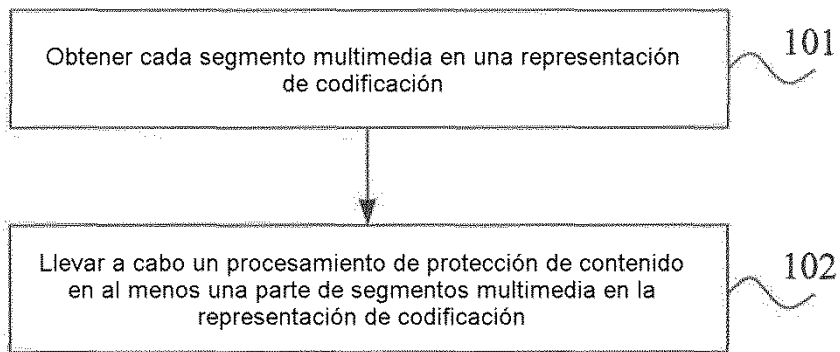 Obtener cada segmento multimedia en una representación
de codificación
101
Llevar a cabo un procesamiento de protección de contenido
en al menos una parte de segmentos multimedia en la
representación de codificación
102